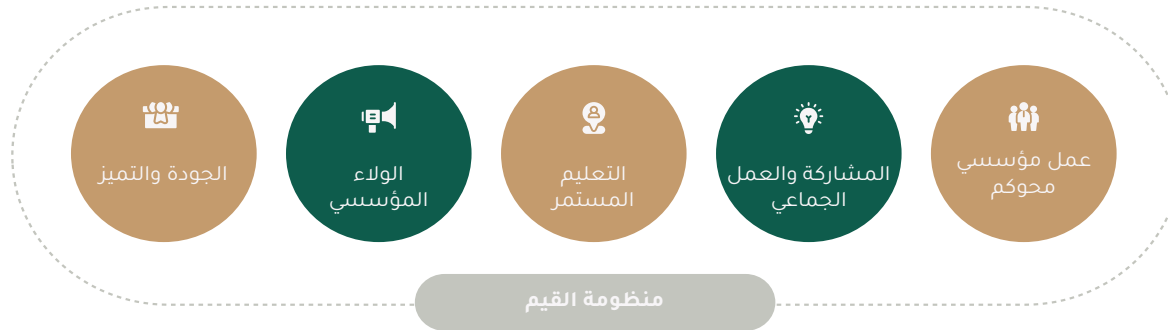 عمل مؤسسي
محوكم
المشاركة والعمل
الجماعي
التعليم
المستمر
الولاء
المؤسسي
الجودة والتميز
منظومة القيم